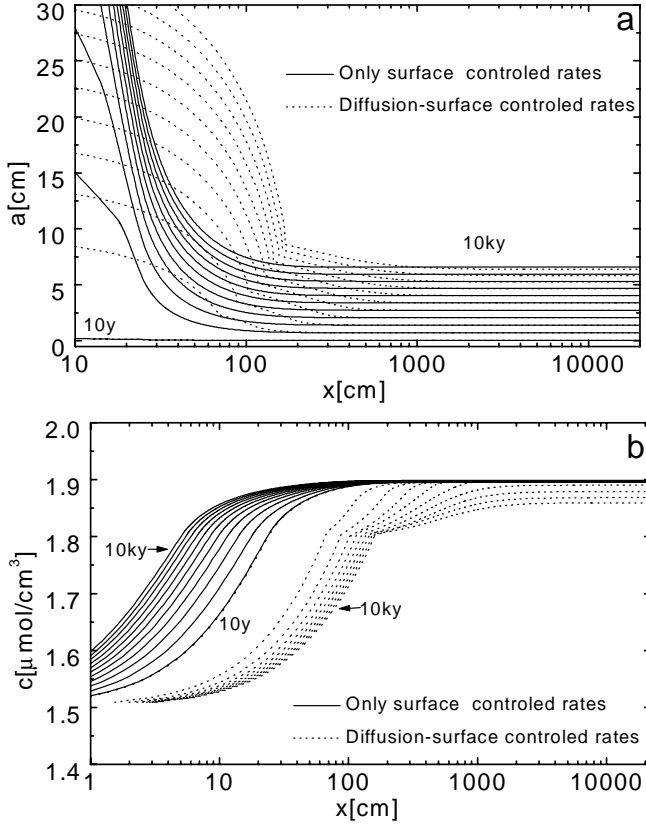 a
30
25
20
15
10
5
0
a[cm]
Only surface controled rates
Diffusion-surface controled rates
10ky
10y
10 100 1000 10000
x[cm]
b
2.0
1.9
1.8
1.7
1.6
1.5
1.4
c[μmol/cm³]
10ky
10y
10ky
Only surface controled rates
Diffusion-surface controled rates
1 10 100 1000 10000
x[cm]